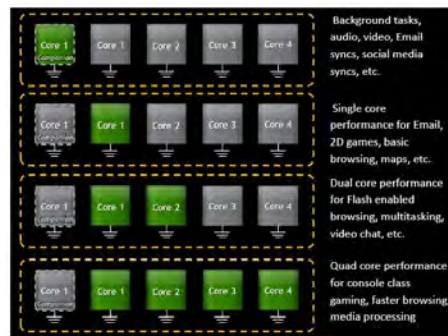 Core 1 Core 1 Core 2 Core 3 Core 4
Companion
Background tasks,
audio, video, Email
syncs, social media
syncs, etc.
Core 1 Core 1 Core 2 Core 3 Core 4
Companion
Single core
performance for Email,
2D games, basic
browsing, maps, etc.
Core 1 Core 1 Core 2 Core 3 Core 4
Companion
Dual core performance
for Flash enabled
browsing, multitasking,
video chat, etc.
Core 1 Core 1 Core 2 Core 3 Core 4
Companion
Quad core performance
for console class
gaming, faster browsing,
media processing